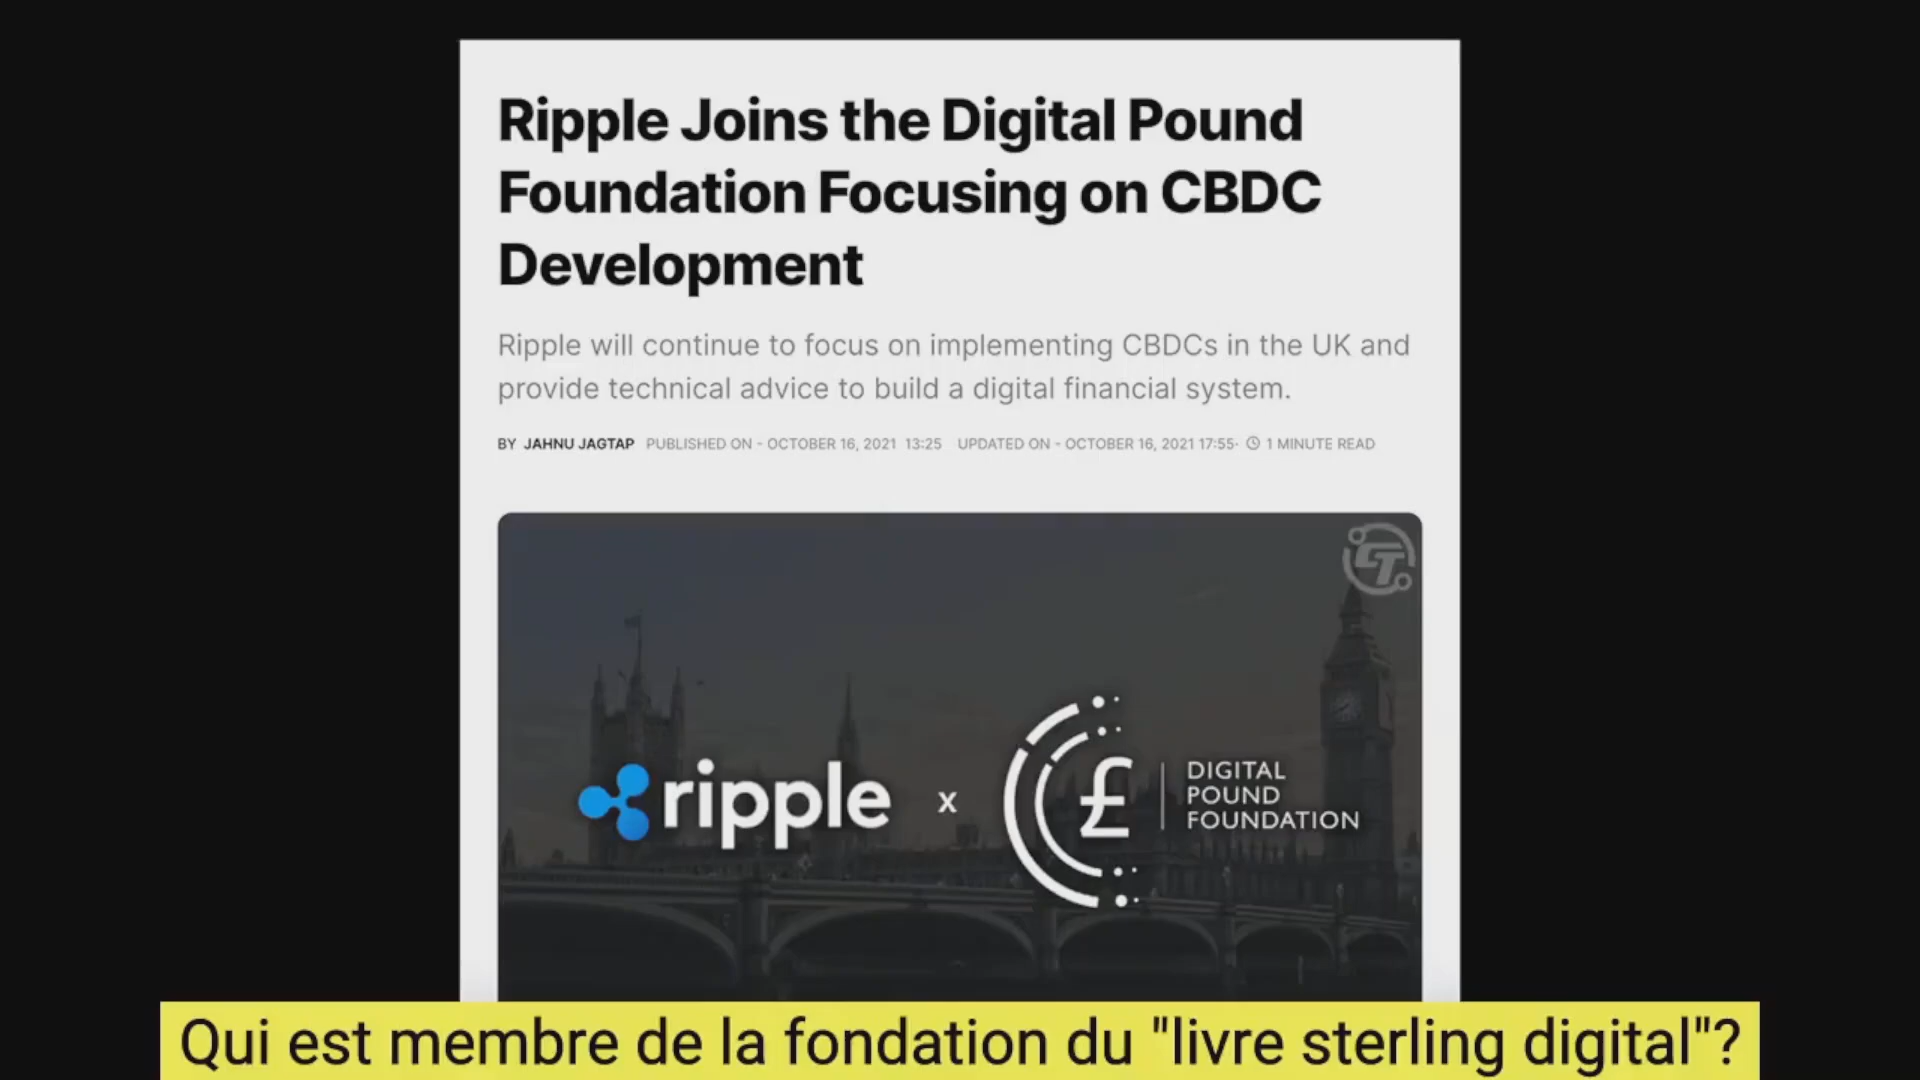 Ripple Joins the Digital Pound
Foundation Focusing on CBDC
Development
Ripple will continue to focus on implementing CBDCs in the UK and
provide technical advice to build a digital financial system.
BY JAHNU JAGTAP PUBLISHED ON - OCTOBER 16, 2021 13:25 UPDATED ON - OCTOBER 16, 2021 17:55· 1 MINUTE READ
CT
ripple x £ DIGITAL
POUND
FOUNDATION
Qui est membre de la fondation du "livre sterling digital"?